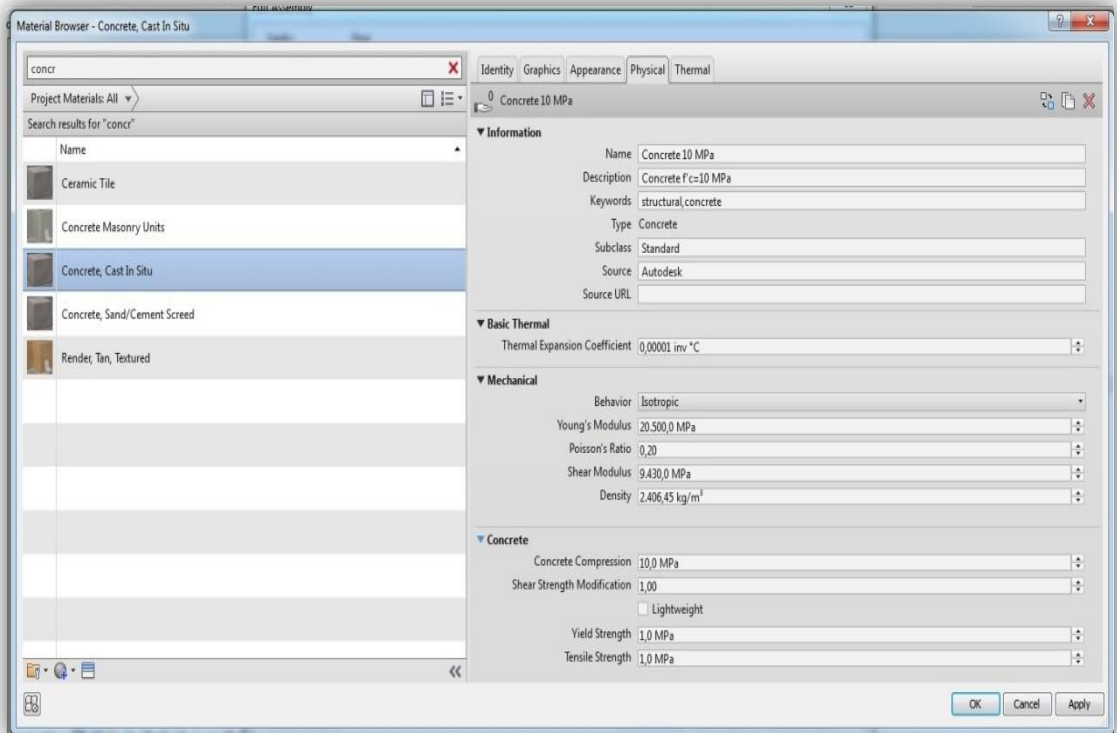 Edit Assembly
Material Browser - Concrete, Cast In Situ
concr
Project Materials: All
Search results for "concr"
Name
Ceramic Tile
Concrete Masonry Units
Concrete, Cast In Situ
Concrete, Sand/Cement Screed
Render, Tan, Textured
Identity Graphics Appearance Physical Thermal
0 Concrete 10 MPa
Information
Name Concrete 10 MPa
Description Concrete f'c=10 MPa
Keywords structural,concrete
Type Concrete
Subclass Standard
Source Autodesk
Source URL
Basic Thermal
Thermal Expansion Coefficient 0,00001 inv °C
Mechanical
Behavior Isotropic
Young's Modulus 20.500,0 MPa
Poisson's Ratio 0,20
Shear Modulus 9.430,0 MPa
Density 2.406,45 kg/m³
Concrete
Concrete Compression 10,0 MPa
Shear Strength Modification 1,00
Lightweight
Yield Strength 1,0 MPa
Tensile Strength 1,0 MPa
OK Cancel Apply